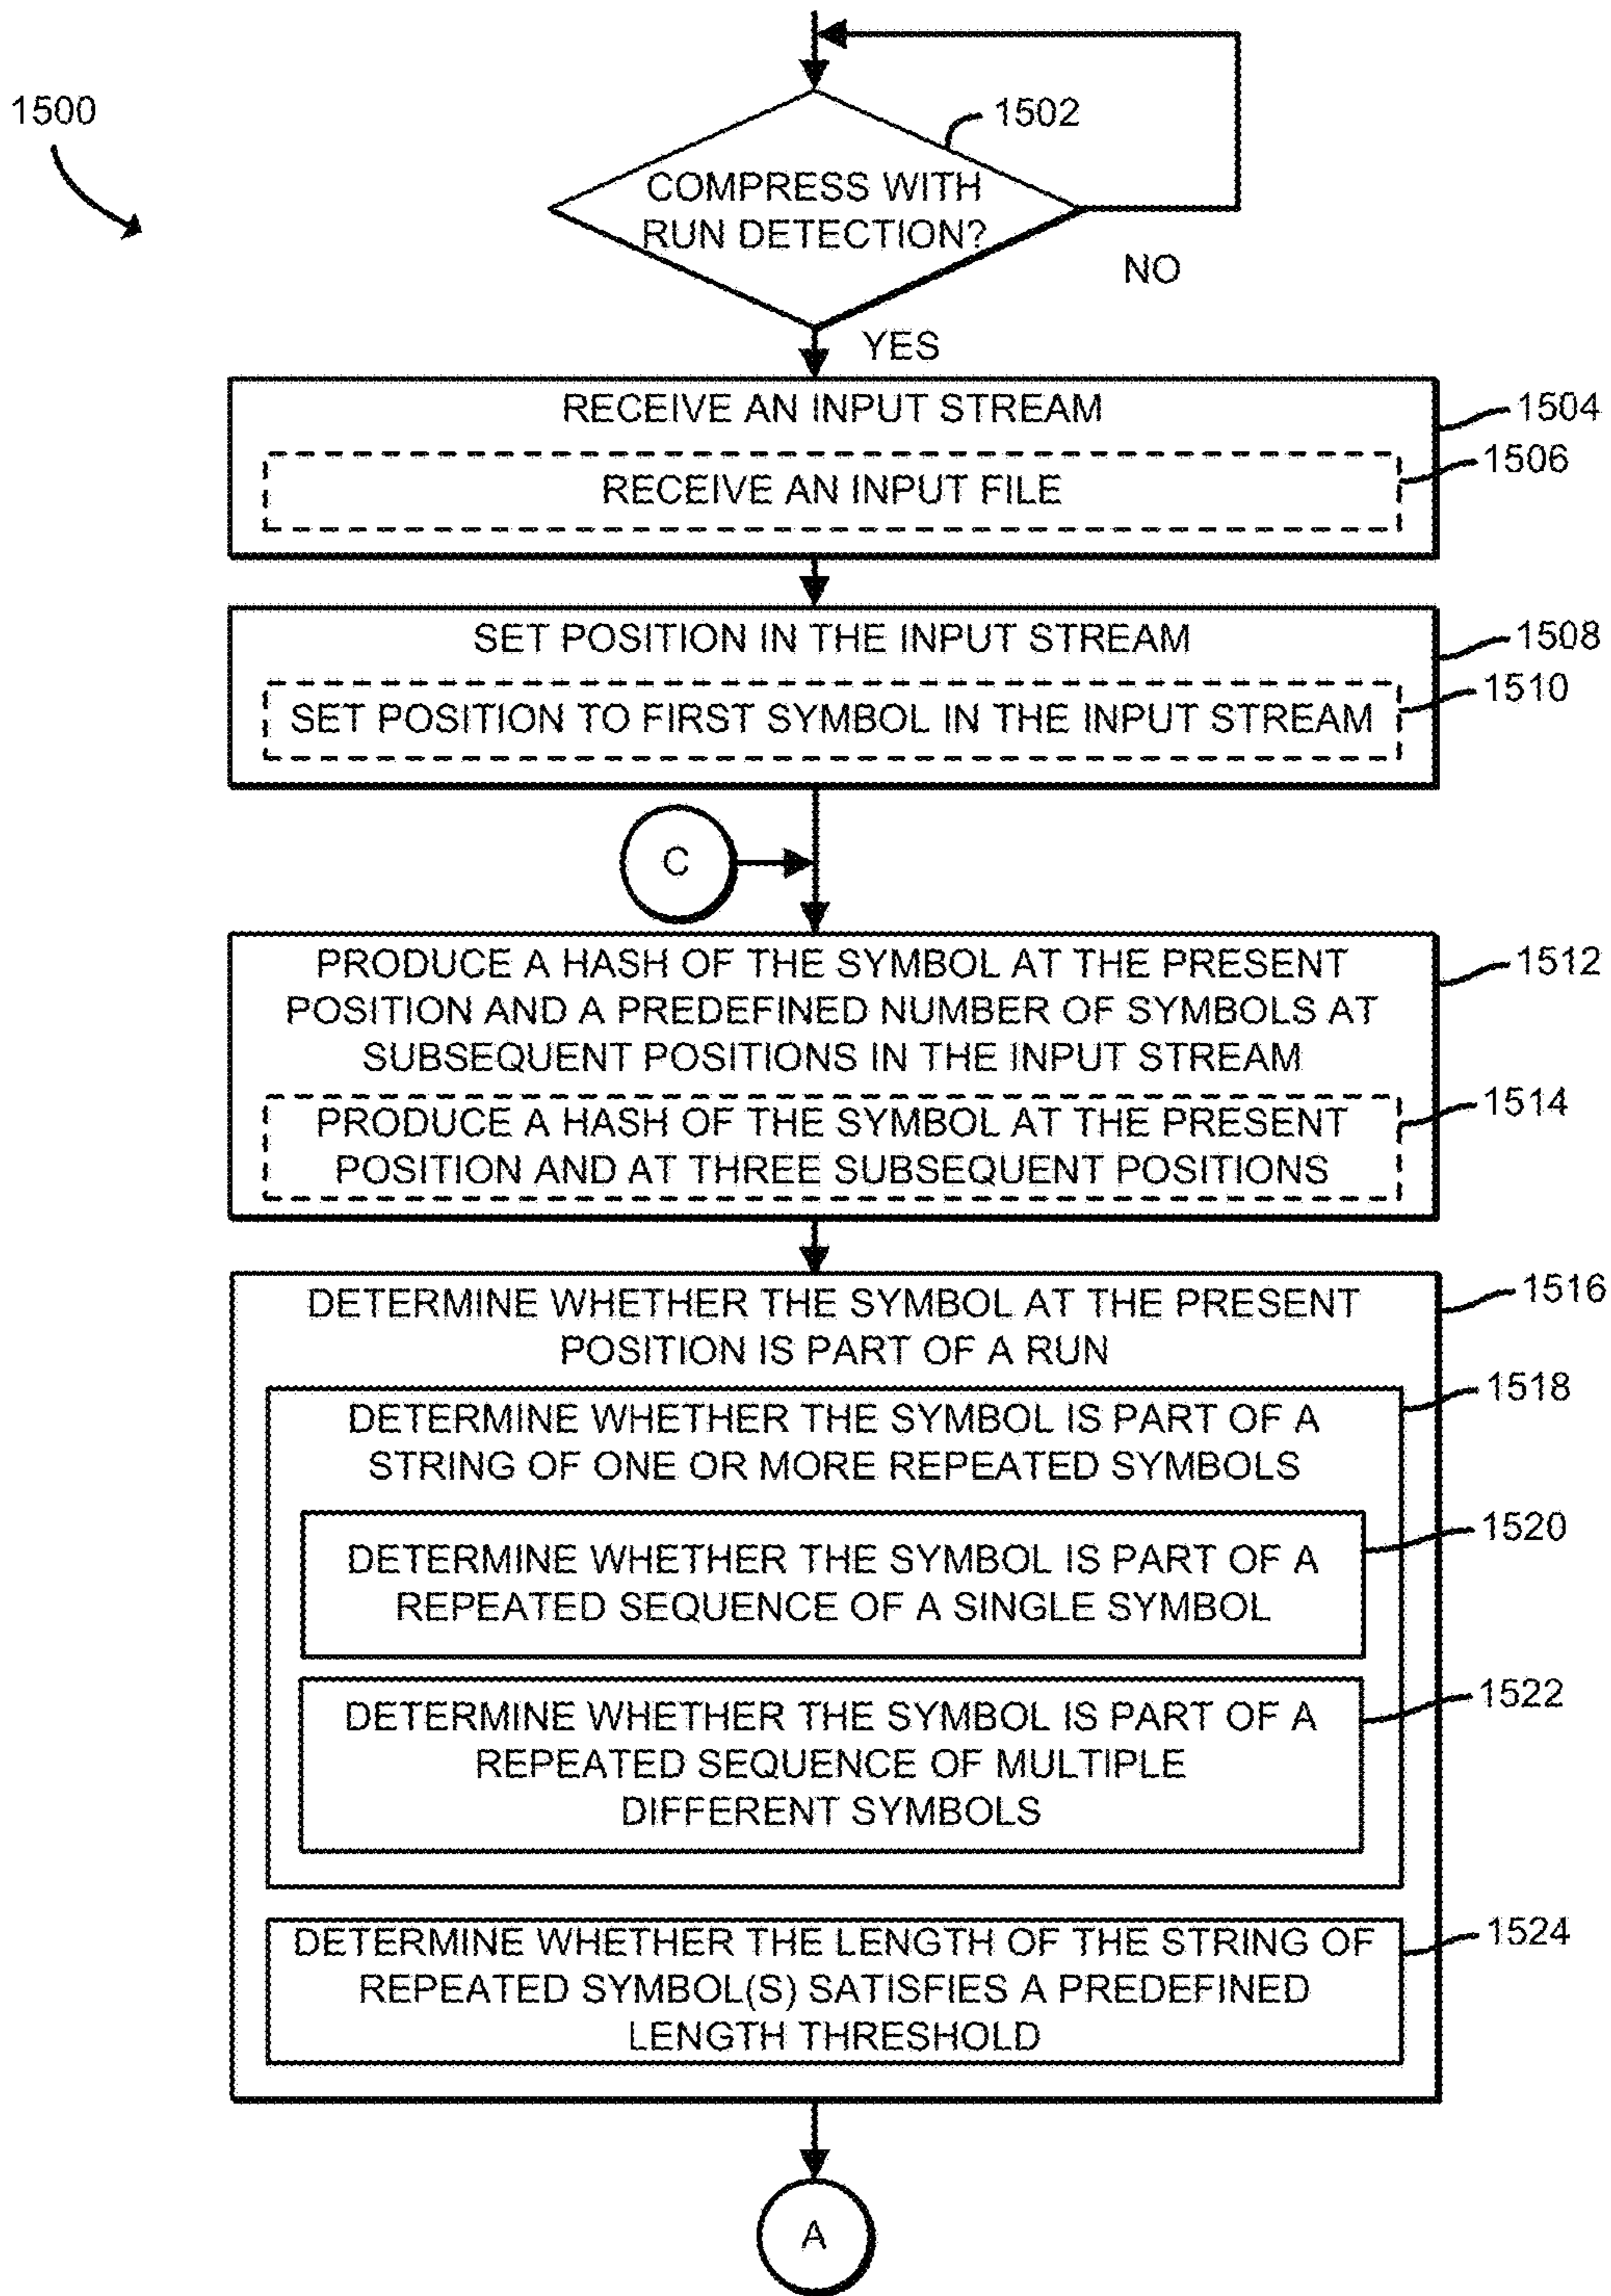 1500
1502
COMPRESS WITH
RUN DETECTION?
NO
YES
RECEIVE AN INPUT STREAM
1504
RECEIVE AN INPUT FILE
1506
SET POSITION IN THE INPUT STREAM
1508
SET POSITION TO FIRST SYMBOL IN THE INPUT STREAM
1510
C
PRODUCE A HASH OF THE SYMBOL AT THE PRESENT
POSITION AND A PREDEFINED NUMBER OF SYMBOLS AT
SUBSEQUENT POSITIONS IN THE INPUT STREAM
1512
PRODUCE A HASH OF THE SYMBOL AT THE PRESENT
POSITION AND AT THREE SUBSEQUENT POSITIONS
1514
DETERMINE WHETHER THE SYMBOL AT THE PRESENT
POSITION IS PART OF A RUN
1516
DETERMINE WHETHER THE SYMBOL IS PART OF A
STRING OF ONE OR MORE REPEATED SYMBOLS
1518
DETERMINE WHETHER THE SYMBOL IS PART OF A
REPEATED SEQUENCE OF A SINGLE SYMBOL
1520
DETERMINE WHETHER THE SYMBOL IS PART OF A
REPEATED SEQUENCE OF MULTIPLE
DIFFERENT SYMBOLS
1522
DETERMINE WHETHER THE LENGTH OF THE STRING OF
REPEATED SYMBOL(S) SATISFIES A PREDEFINED
LENGTH THRESHOLD
1524
A